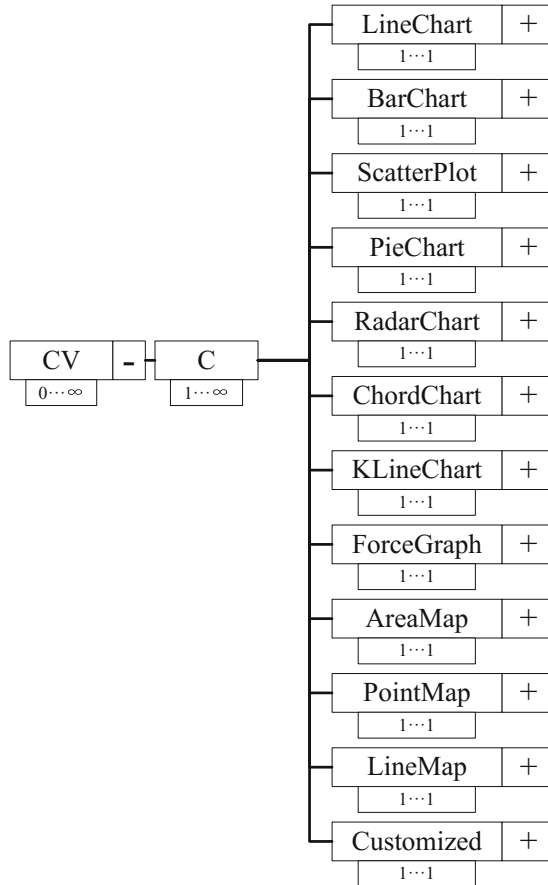 LineChart +
1···1
BarChart +
1···1
ScatterPlot +
1···1
PieChart +
1···1
RadarChart +
1···1
CV - C
0···∞ 1···∞
ChordChart +
1···1
KLineChart +
1···1
ForceGraph +
1···1
AreaMap +
1···1
PointMap +
1···1
LineMap +
1···1
Customized +
1···1